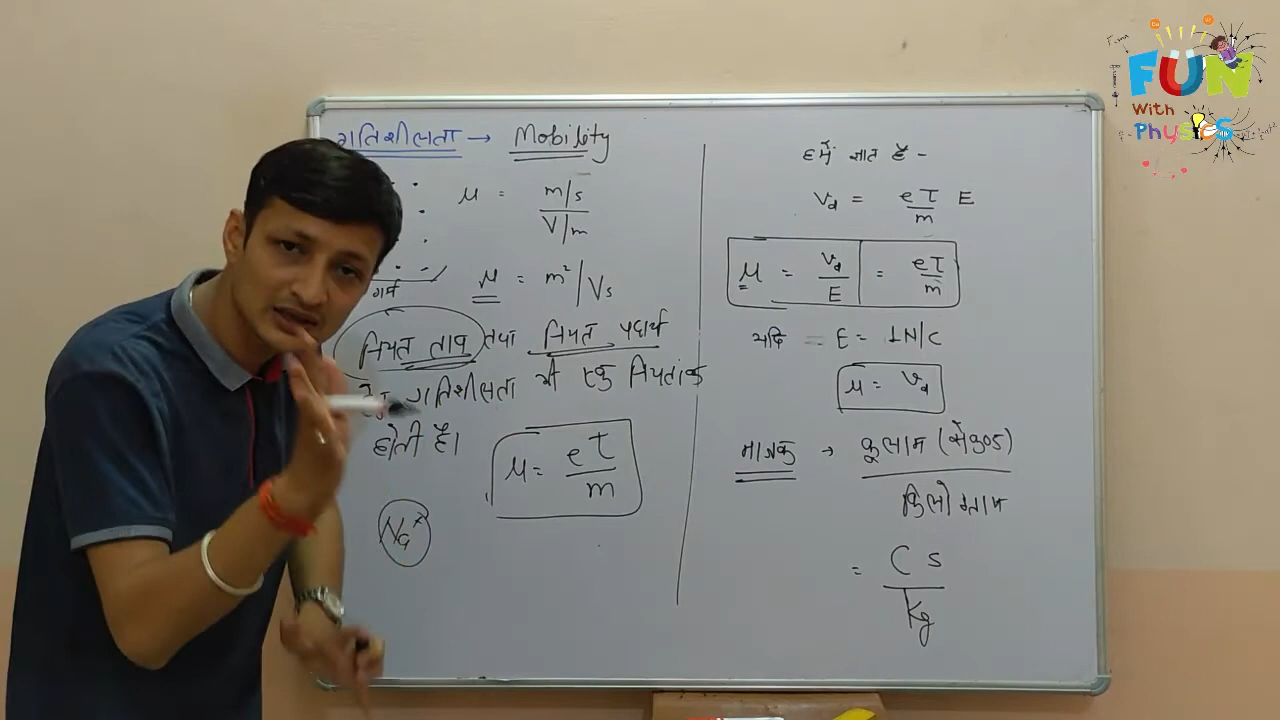 गतिशीलता → Mobility
μ = m/s / V/m
गर्म
μ = m²/Vs
नियत ताप तथा नियत पदार्थ
हेतु गतिशीलता भी एक नियतांक
होती है।
μ = eτ/m
हमें ज्ञात है -
Vd = eτ/m E
μ = Vd/E = eτ/m
यदि E = 1N/C
μ = Vd
मात्रक → कूलाम (सेकण्ड)
किलोग्राम
= C s / Kg
FUN
With
Physics